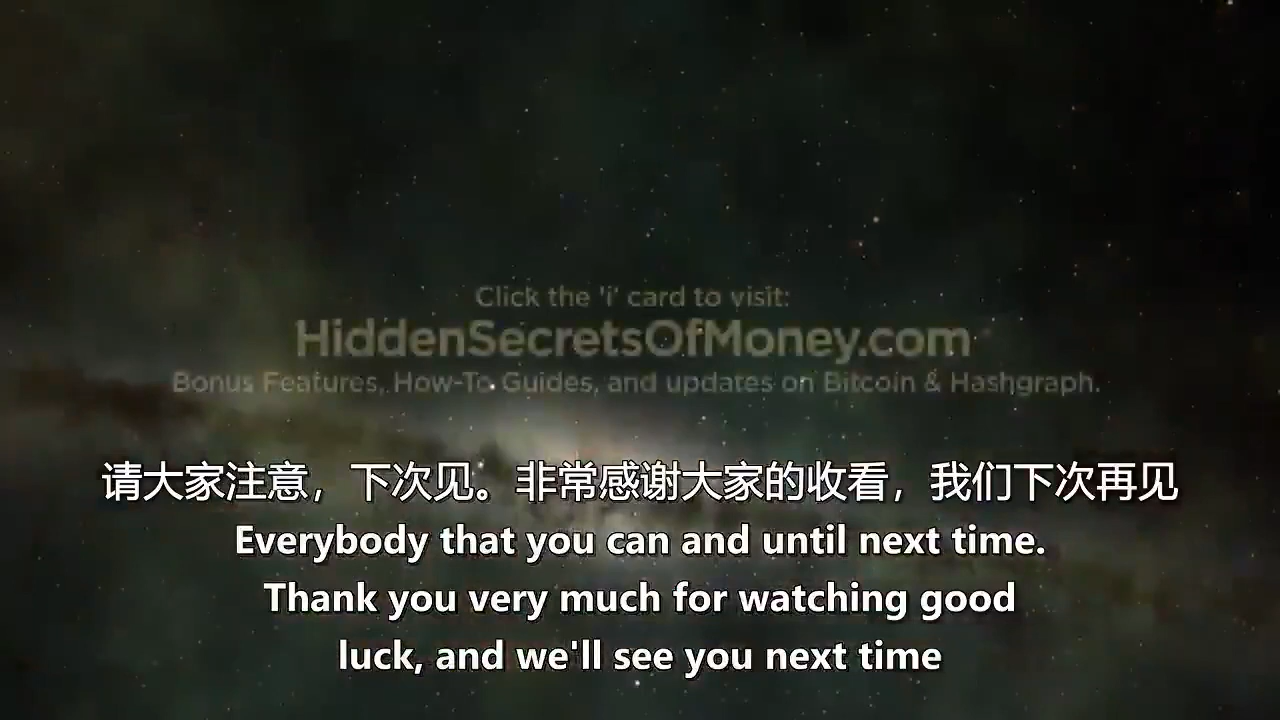 Click the 'i' card to visit:
HiddenSecretsOfMoney.com
Bonus Features, How-To Guides, and updates on Bitcoin & Hashgraph.
请大家注意，下次见。非常感谢大家的收看，我们下次再见
Everybody that you can and until next time.
Thank you very much for watching good
luck, and we'll see you next time